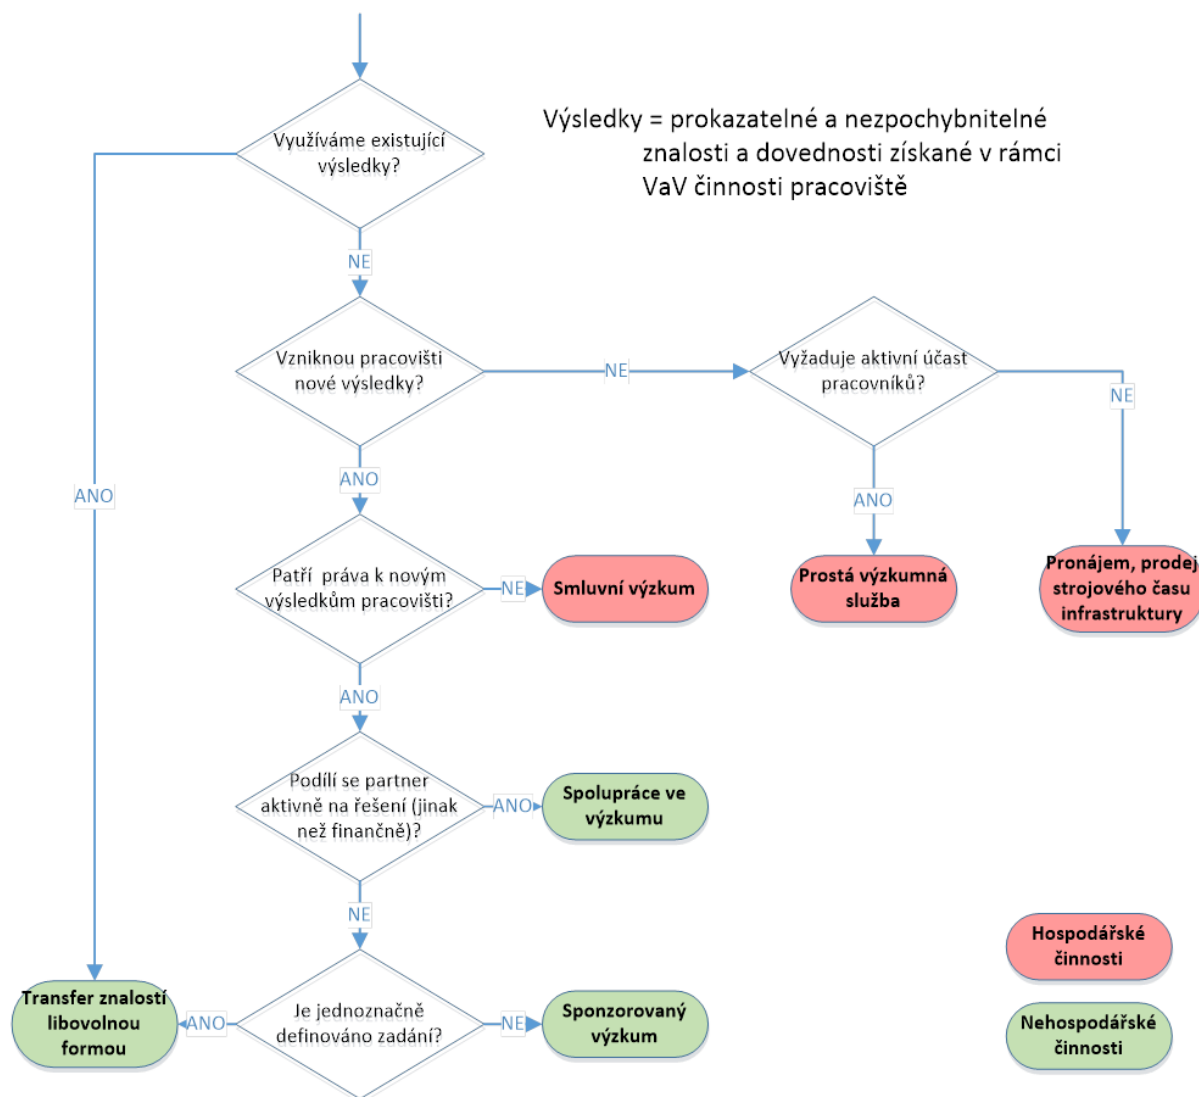 Využíváme existující
výsledky?
Výsledky = prokazatelné a nezpochybnitelné
znalosti a dovednosti získané v rámci
VaV činnosti pracoviště
NE
Vzniknou pracovišti
nové výsledky?
NE
Vyžaduje aktivní účast
pracovníků?
NE
ANO
ANO
ANO
Patří práva k novým
výsledkům pracovišti?
NE
Smluvní výzkum
Prostá výzkumná
služba
Pronájem, prodej
strojového času
infrastruktury
ANO
Podílí se partner
aktivně na řešení (jinak
než finančně)?
ANO
Spolupráce ve
výzkumu
NE
Hospodářské
činnosti
Transfer znalostí
libovolnou
formou
ANO
Je jednoznačně
definováno zadání?
NE
Sponzorovaný
výzkum
Nehospodářské
činnosti